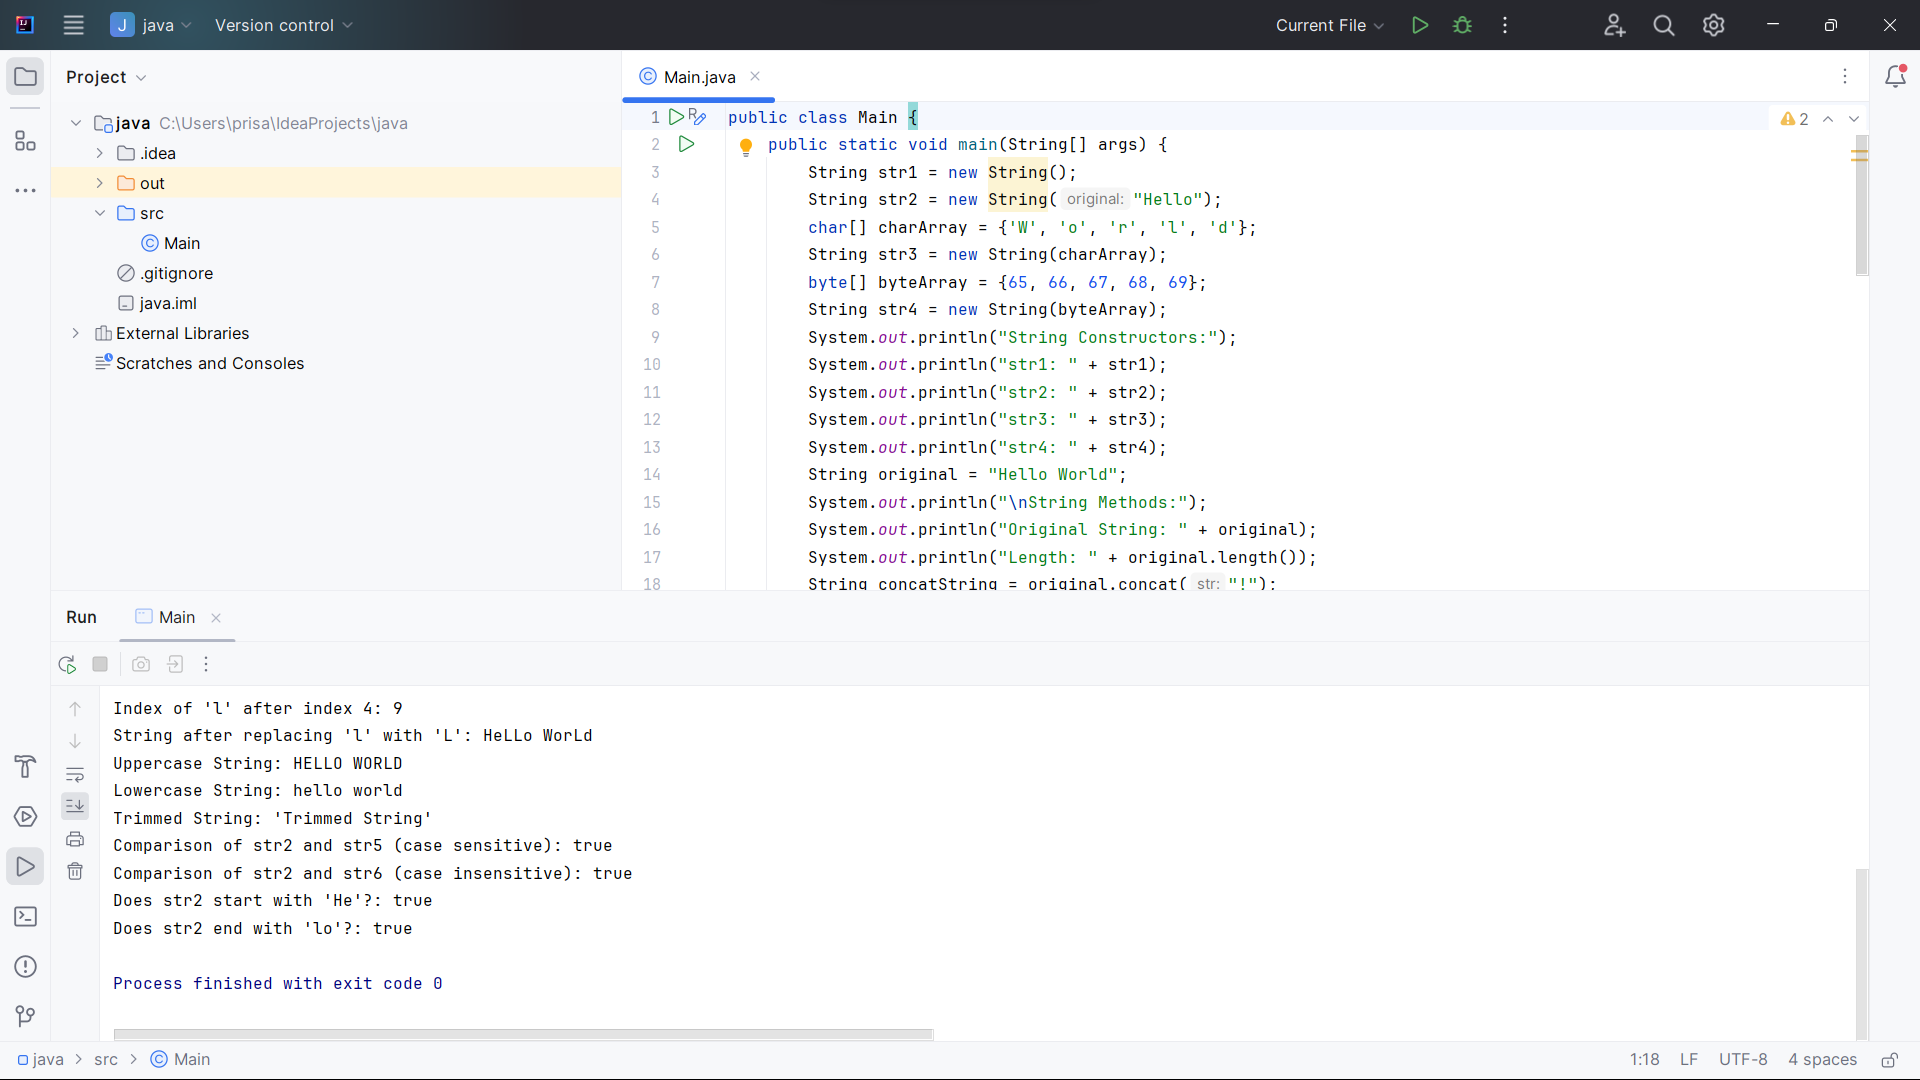 J java Version control Current File
Project
java C:\Users\prisa\IdeaProjects\java
.idea
out
src
Main
.gitignore
java.iml
External Libraries
Scratches and Consoles
Main.java
2
1 public class Main {
2 public static void main(String[] args) {
3 String str1 = new String();
4 String str2 = new String( original: "Hello");
5 char[] charArray = {'W', 'o', 'r', 'l', 'd'};
6 String str3 = new String(charArray);
7 byte[] byteArray = {65, 66, 67, 68, 69};
8 String str4 = new String(byteArray);
9 System.out.println("String Constructors:");
10 System.out.println("str1: " + str1);
11 System.out.println("str2: " + str2);
12 System.out.println("str3: " + str3);
13 System.out.println("str4: " + str4);
14 String original = "Hello World";
15 System.out.println("\nString Methods:");
16 System.out.println("Original String: " + original);
17 System.out.println("Length: " + original.length());
18 String concatString = original.concat( str: "!");
Run Main
Index of 'l' after index 4: 9
String after replacing 'l' with 'L': HeLLo WorLd
Uppercase String: HELLO WORLD
Lowercase String: hello world
Trimmed String: 'Trimmed String'
Comparison of str2 and str5 (case sensitive): true
Comparison of str2 and str6 (case insensitive): true
Does str2 start with 'He'?: true
Does str2 end with 'lo'?: true
Process finished with exit code 0
java > src > Main 1:18 LF UTF-8 4 spaces